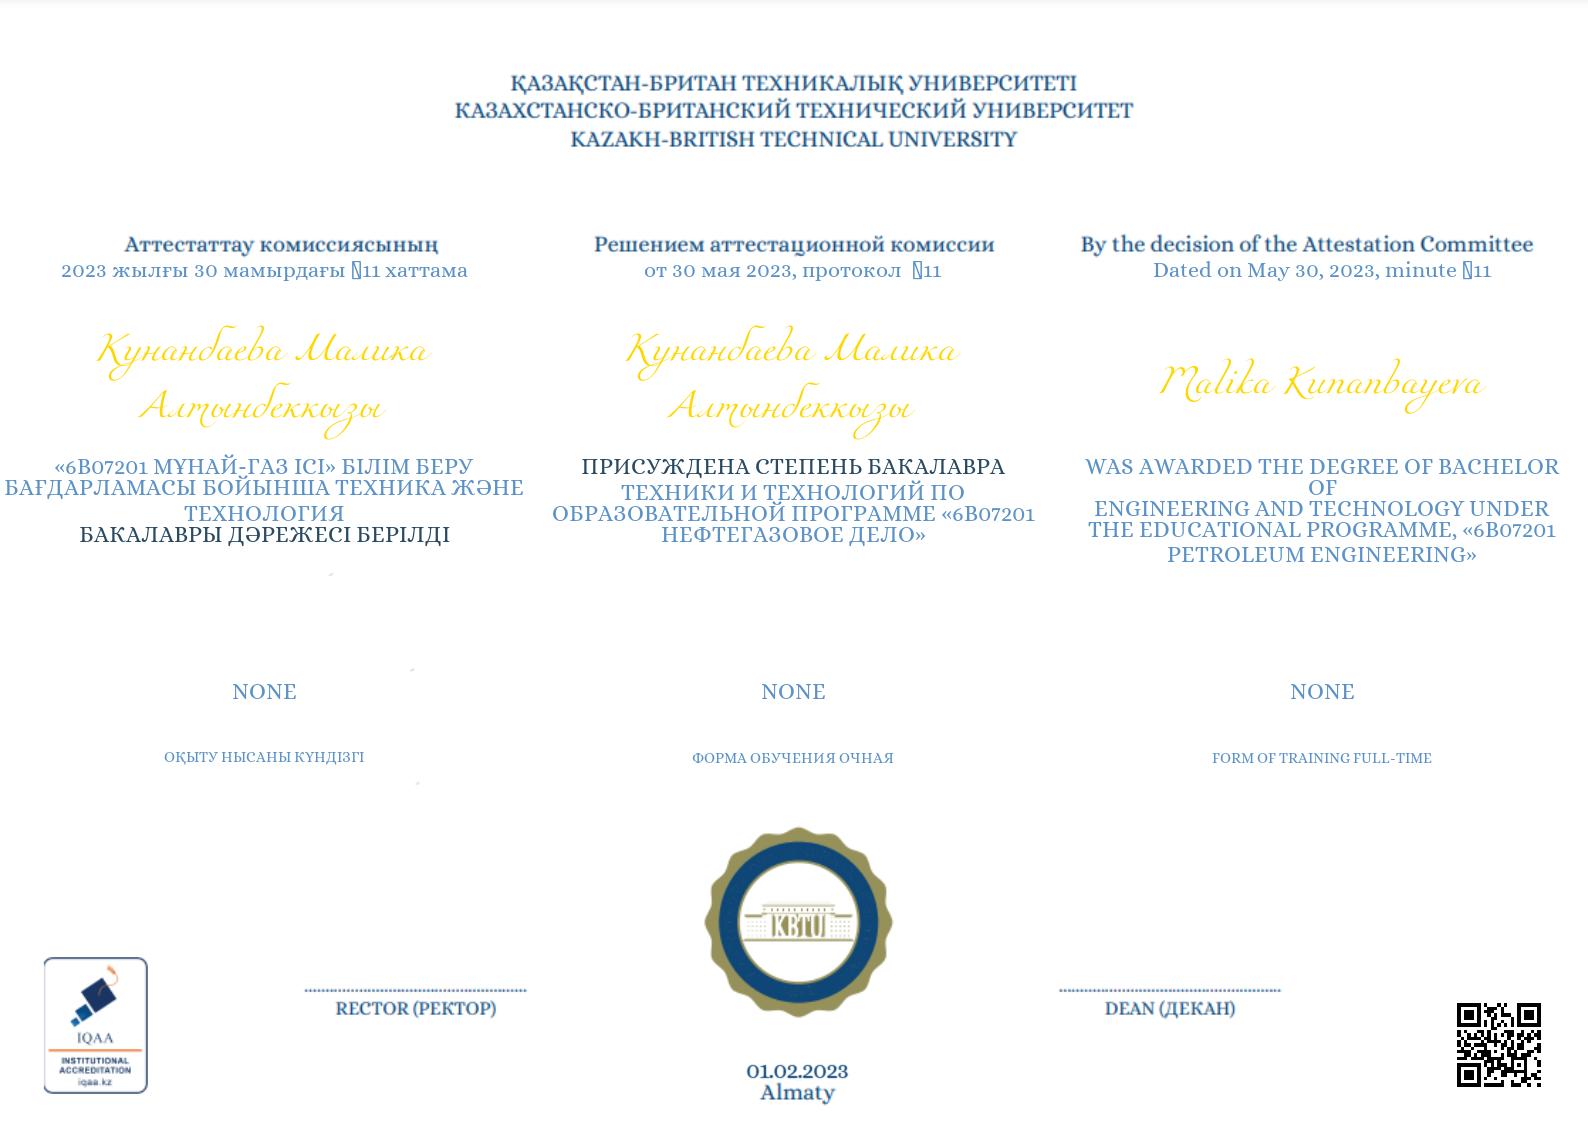 ҚАЗАҚСТАН-БРИТАН ТЕХНИКАЛЫҚ УНИВЕРСИТЕТІ
КАЗАХСТАНСКО-БРИТАНСКИЙ ТЕХНИЧЕСКИЙ УНИВЕРСИТЕТ
KAZAKH-BRITISH TECHNICAL UNIVERSITY
Аттестаттау комиссиясының
2023 жылғы 30 мамырдағы 11 хаттама
Кунанбаева Малика
Алтынбеккызы
«6B07201 МҰНАЙ-ГАЗ ІСІ» БІЛІМ БЕРУ
БАҒДАРЛАМАСЫ БОЙЫНША ТЕХНИКА ЖӘНЕ
ТЕХНОЛОГИЯ
БАКАЛАВРЫ ДӘРЕЖЕСІ БЕРІЛДІ
NONE
ОҚЫТУ НЫСАНЫ КҮНДІЗГІ
Решением аттестационной комиссии
от 30 мая 2023, протокол 11
Кунанбаева Малика
Алтынбеккызы
ПРИСУЖДЕНА СТЕПЕНЬ БАКАЛАВРА
ТЕХНИКИ И ТЕХНОЛОГИЙ ПО
ОБРАЗОВАТЕЛЬНОЙ ПРОГРАММЕ «6B07201
НЕФТЕГАЗОВОЕ ДЕЛО»
NONE
ФОРМА ОБУЧЕНИЯ ОЧНАЯ
By the decision of the Attestation Committee
Dated on May 30, 2023, minute 11
Malika Kunanbayeva
WAS AWARDED THE DEGREE OF BACHELOR
OF
ENGINEERING AND TECHNOLOGY UNDER
THE EDUCATIONAL PROGRAMME, «6B07201
PETROLEUM ENGINEERING»
NONE
FORM OF TRAINING FULL-TIME
KBTU
IQAA
INSTITUTIONAL
ACCREDITATION
iqaa.kz
RECTOR (РЕКТОР)
DEAN (ДЕКАН)
01.02.2023
Almaty